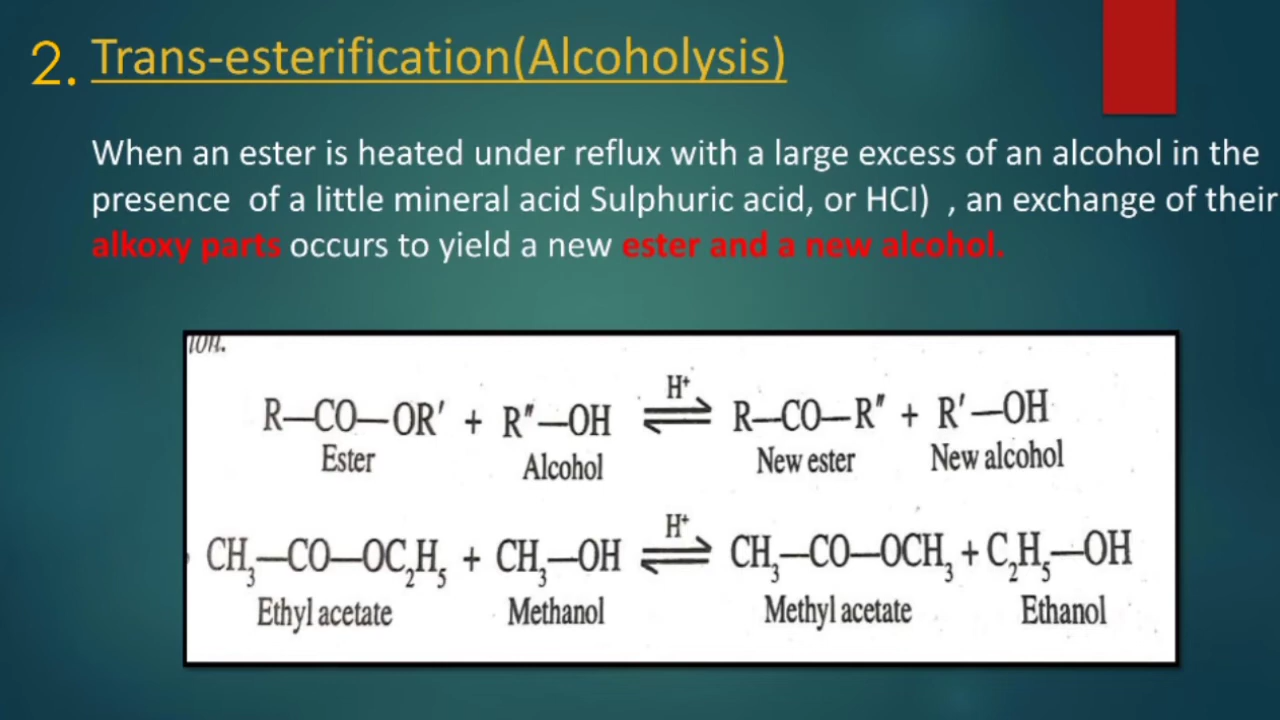 2. Trans-esterification(Alcoholysis)
When an ester is heated under reflux with a large excess of an alcohol in the
presence of a little mineral acid Sulphuric acid, or HCl) , an exchange of their
alkoxy parts occurs to yield a new ester and a new alcohol.
H⁺
R—CO—OR′ + R″—OH ⇌ R—CO—R″ + R′—OH
Ester Alcohol New ester New alcohol
H⁺
CH₃—CO—OC₂H₅ + CH₃—OH ⇌ CH₃—CO—OCH₃ + C₂H₅—OH
Ethyl acetate Methanol Methyl acetate Ethanol